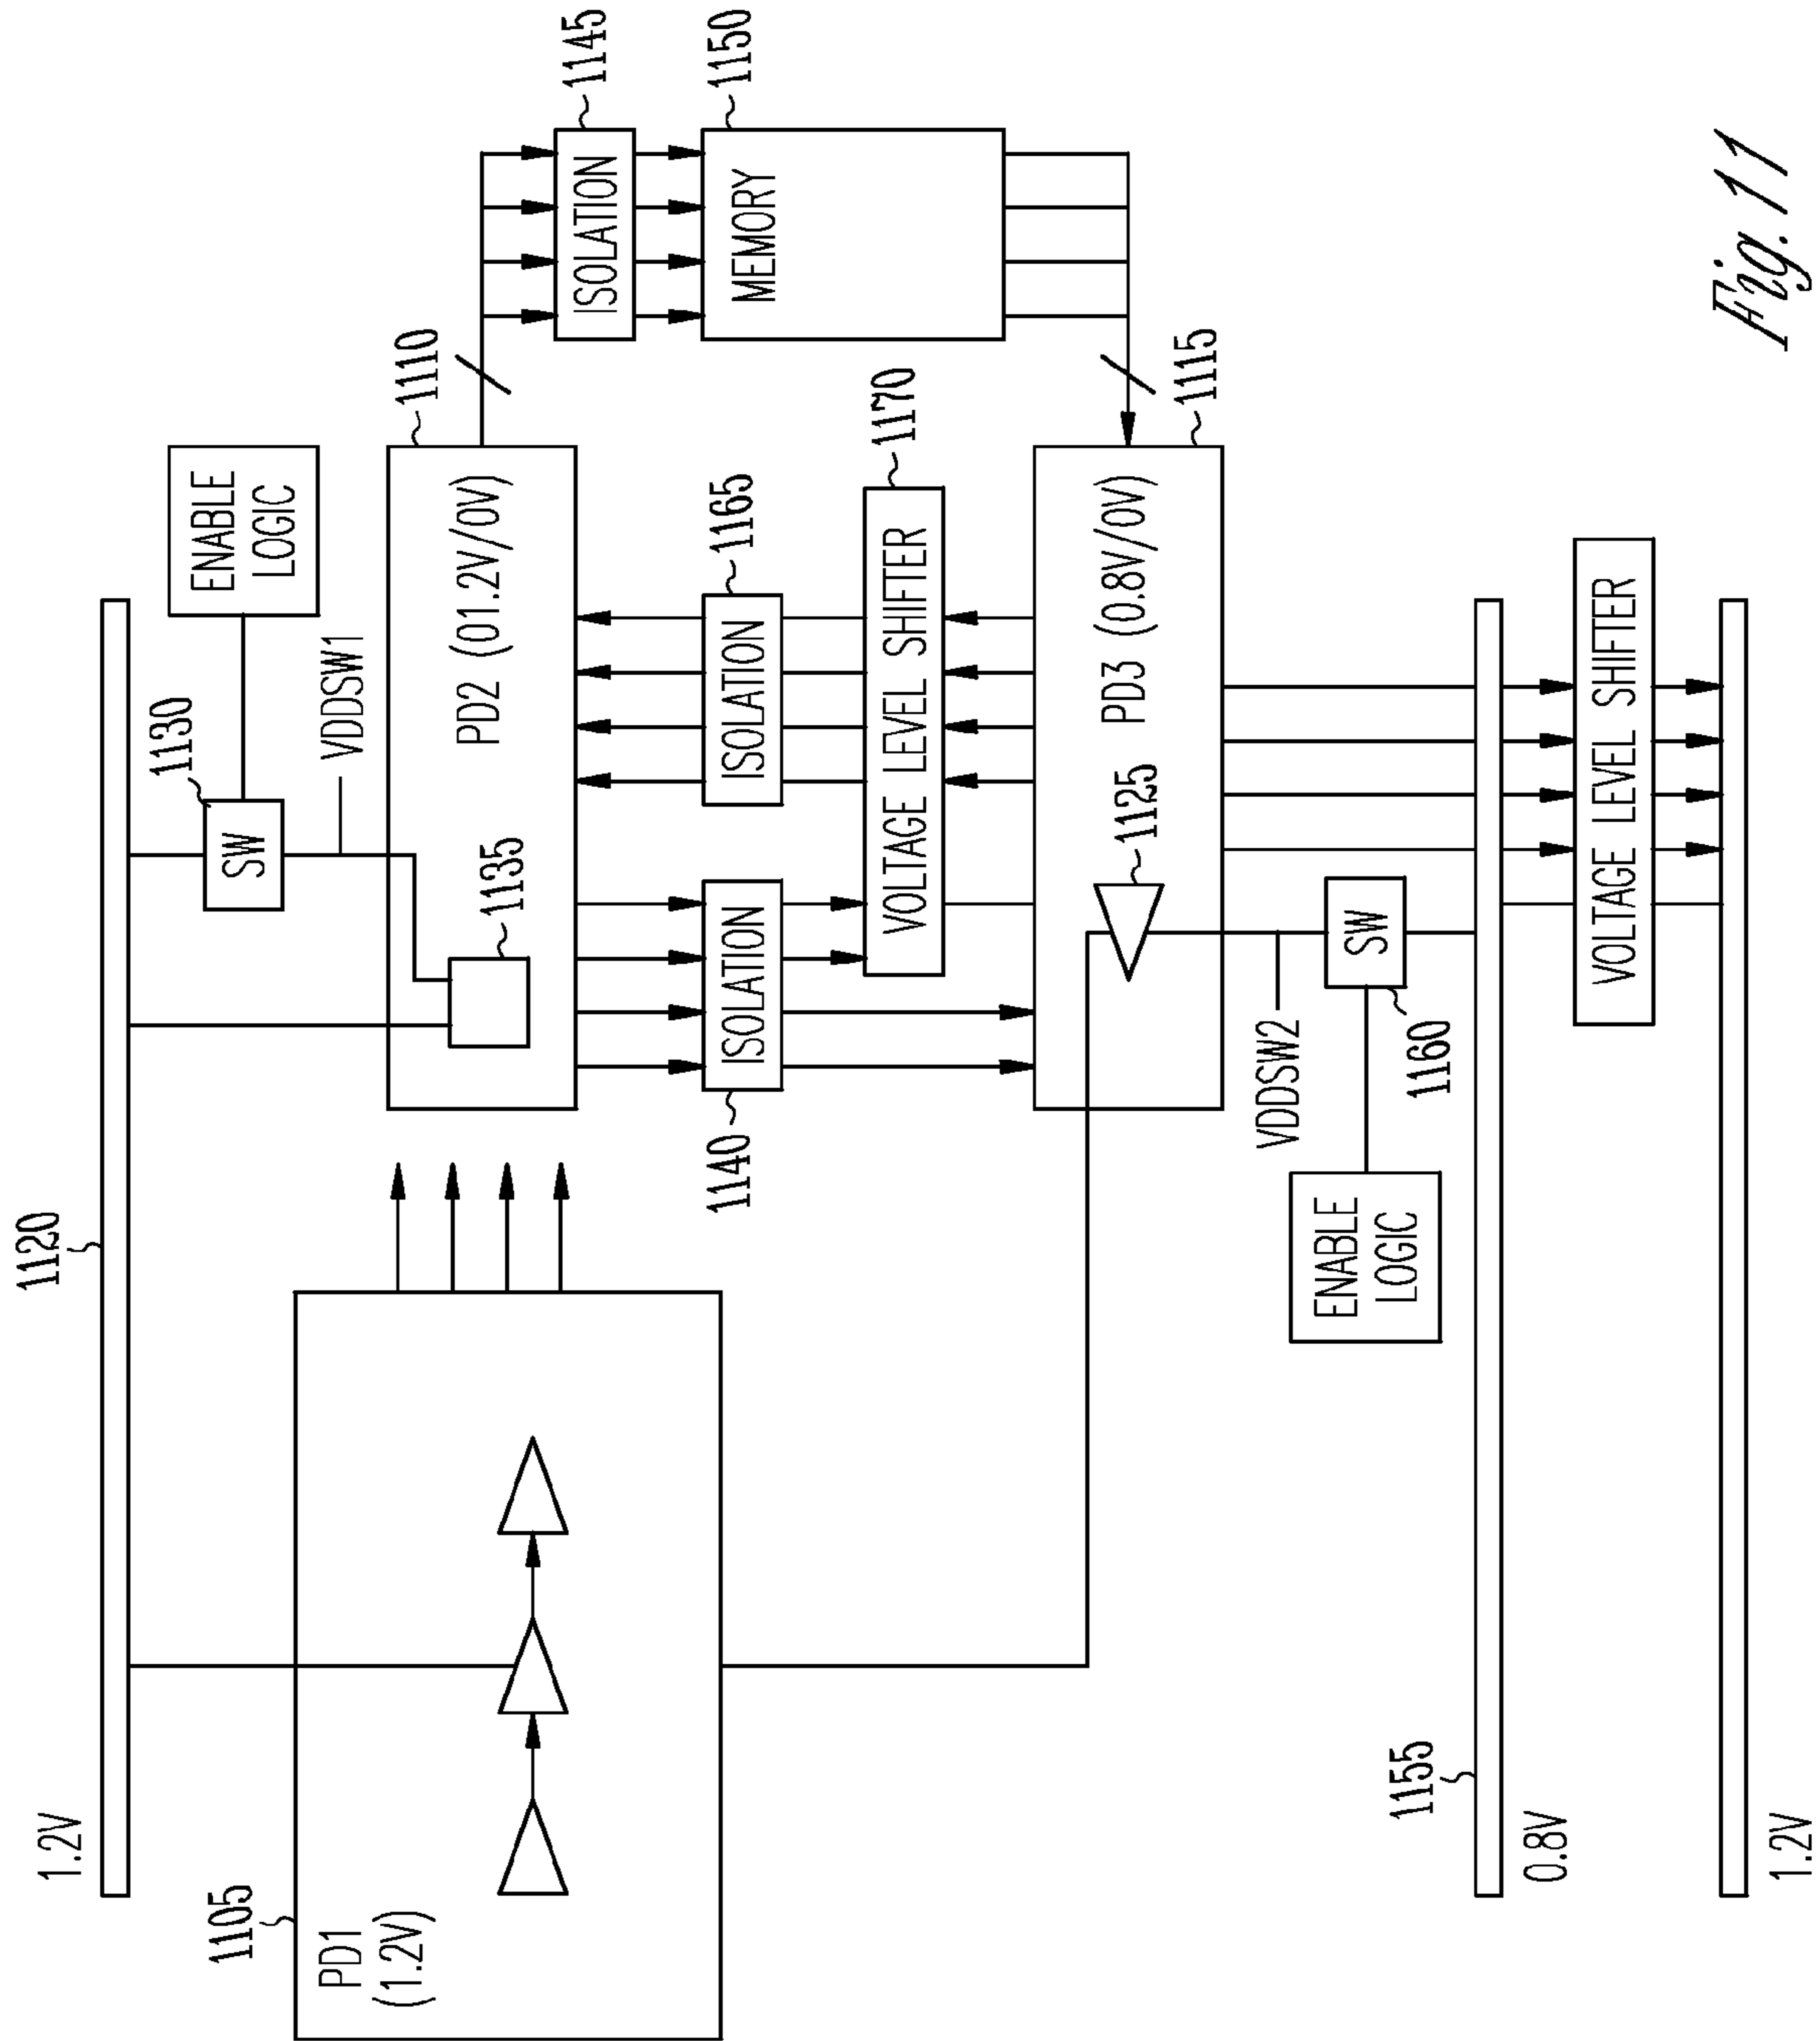 1.2V
1120
1105
PD1
(1.2V)
1130
SW
ENABLE
LOGIC
VDDSW1
1110
PD2 (01.2V/0V)
1135
1145
ISOLATION
1150
MEMORY
1140
ISOLATION
1165
ISOLATION
1170
VOLTAGE LEVEL SHIFTER
1115
PD3 (0.8V/0V)
1125
VDDSW2
SW
1160
ENABLE
LOGIC
1155
0.8V
VOLTAGE LEVEL SHIFTER
1.2V
Fig. 11